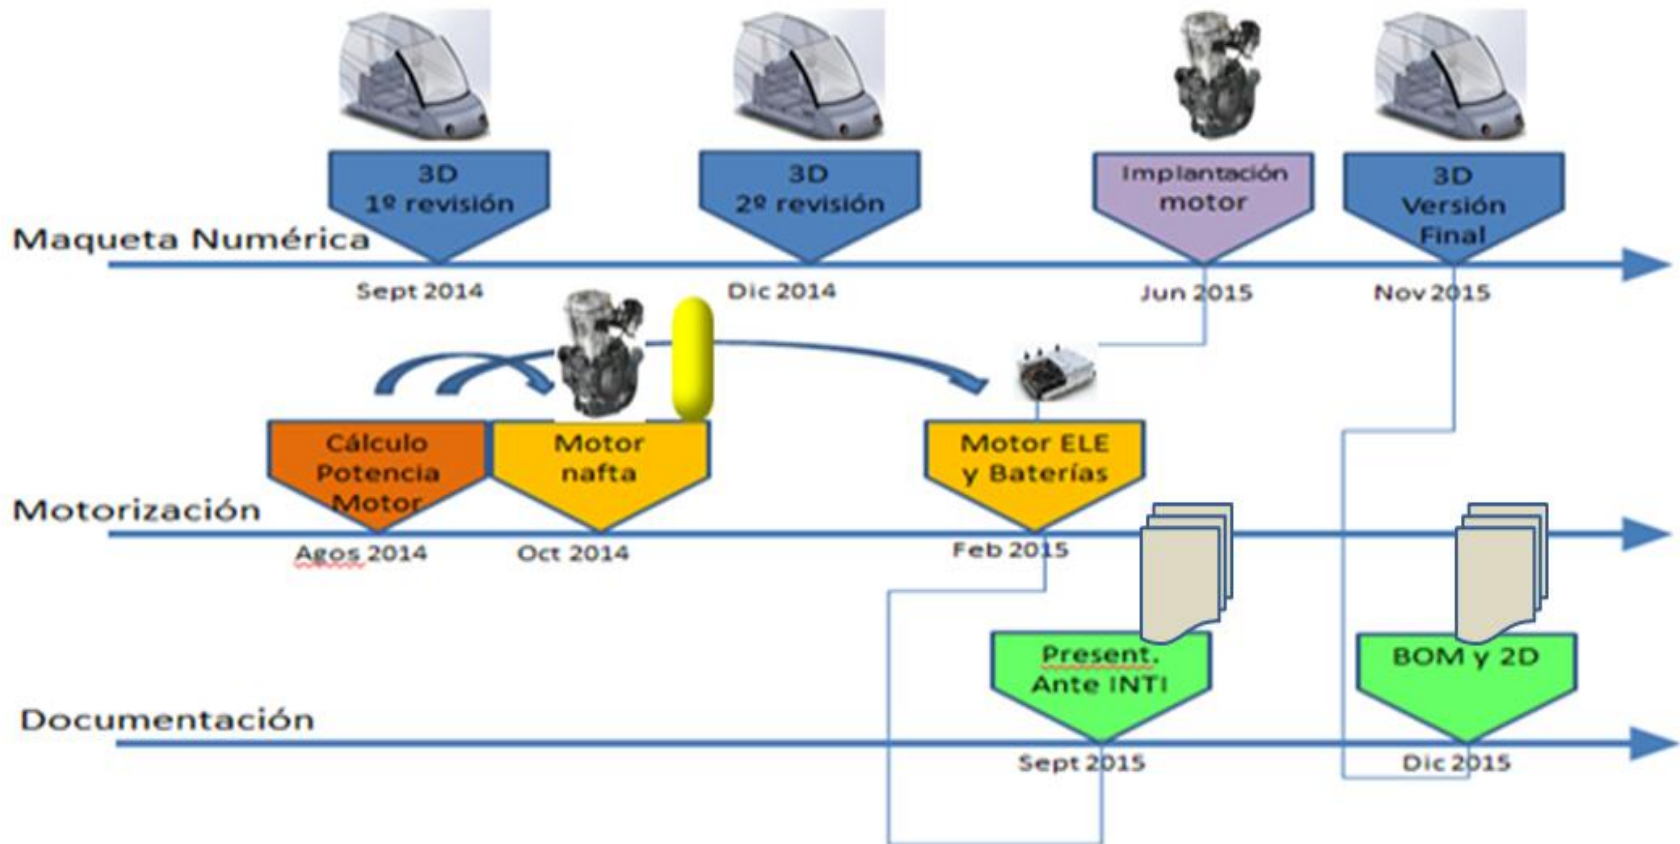 3D
1º revisión
3D
2º revisión
Implantación
motor
3D
Versión
Final
Maqueta Numérica
Sept 2014
Dic 2014
Jun 2015
Nov 2015
Cálculo
Potencia
Motor
Motor
nafta
Motor ELE
y Baterías
Motorización
Agos 2014
Oct 2014
Feb 2015
Present.
Ante INTI
BOM y 2D
Documentación
Sept 2015
Dic 2015